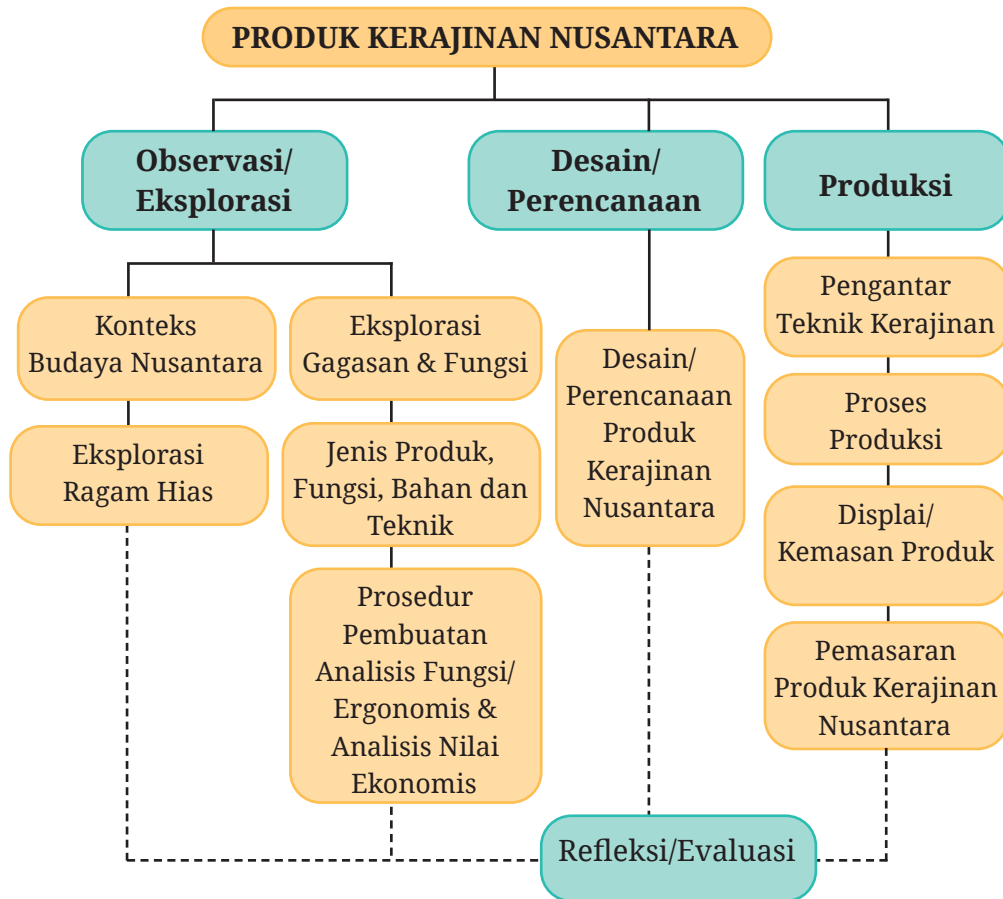 PRODUK KERAJINAN NUSANTARA
Observasi/
Eksplorasi
Desain/
Perencanaan
Produksi
Konteks
Budaya Nusantara
Eksplorasi
Ragam Hias
Eksplorasi
Gagasan & Fungsi
Jenis Produk,
Fungsi, Bahan dan
Teknik
Prosedur
Pembuatan
Analisis Fungsi/
Ergonomis &
Analisis Nilai
Ekonomis
Desain/
Perencanaan
Produk
Kerajinan
Nusantara
Pengantar
Teknik Kerajinan
Proses
Produksi
Displai/
Kemasan Produk
Pemasaran
Produk Kerajinan
Nusantara
Refleksi/Evaluasi